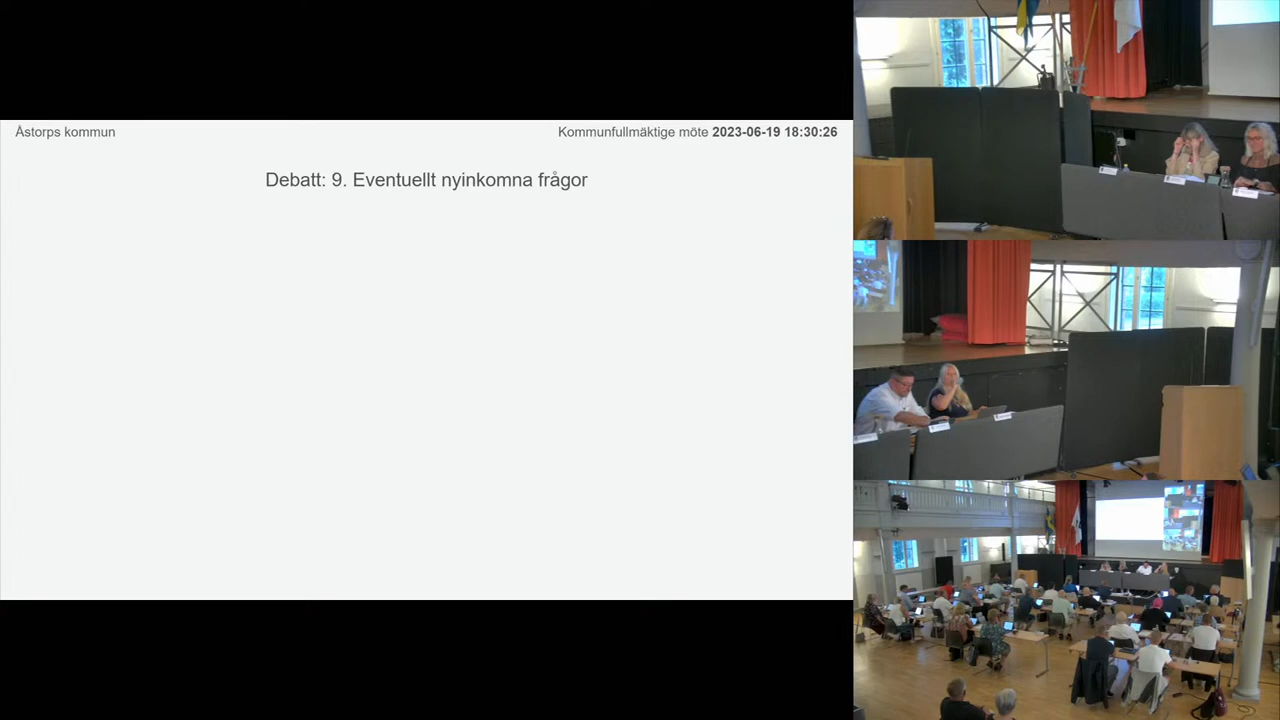 Åstorps kommun
Kommunfullmäktige möte 2023-06-19 18:30:26
Debatt: 9. Eventuellt nyinkomna frågor